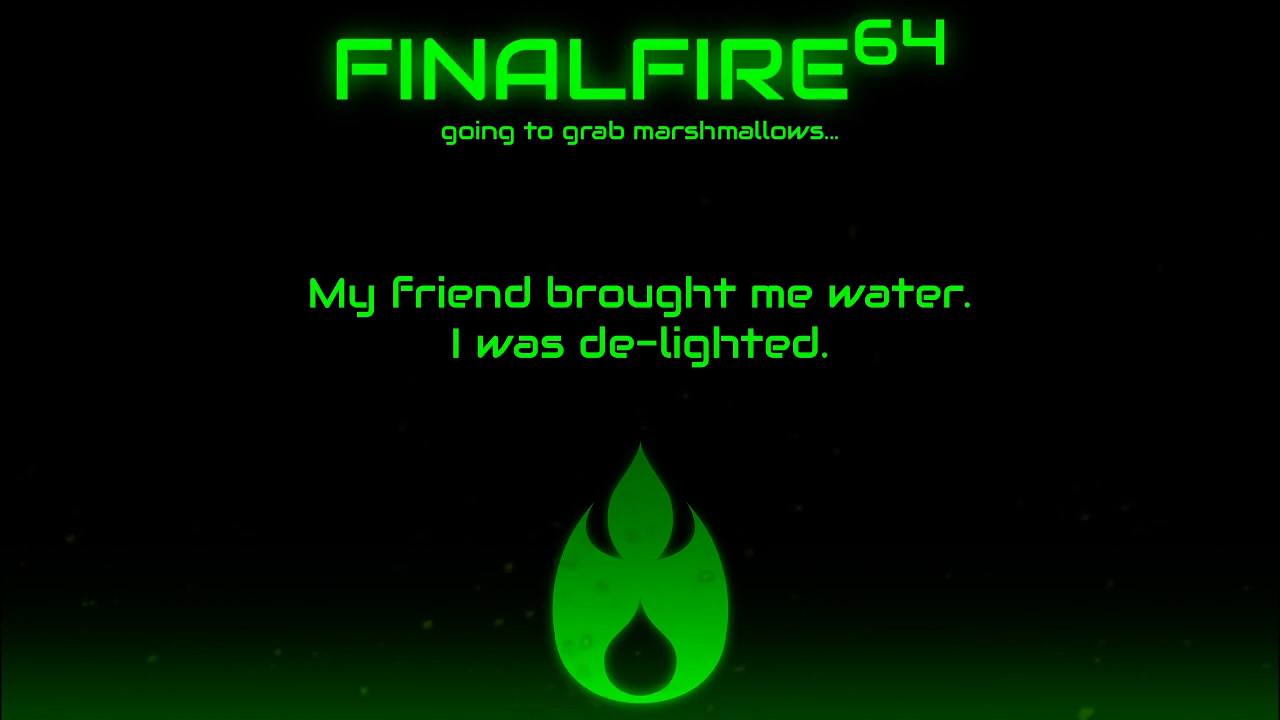 FINALFIRE64
going to grab marshmallows...
My friend brought me water.
I was de-lighted.